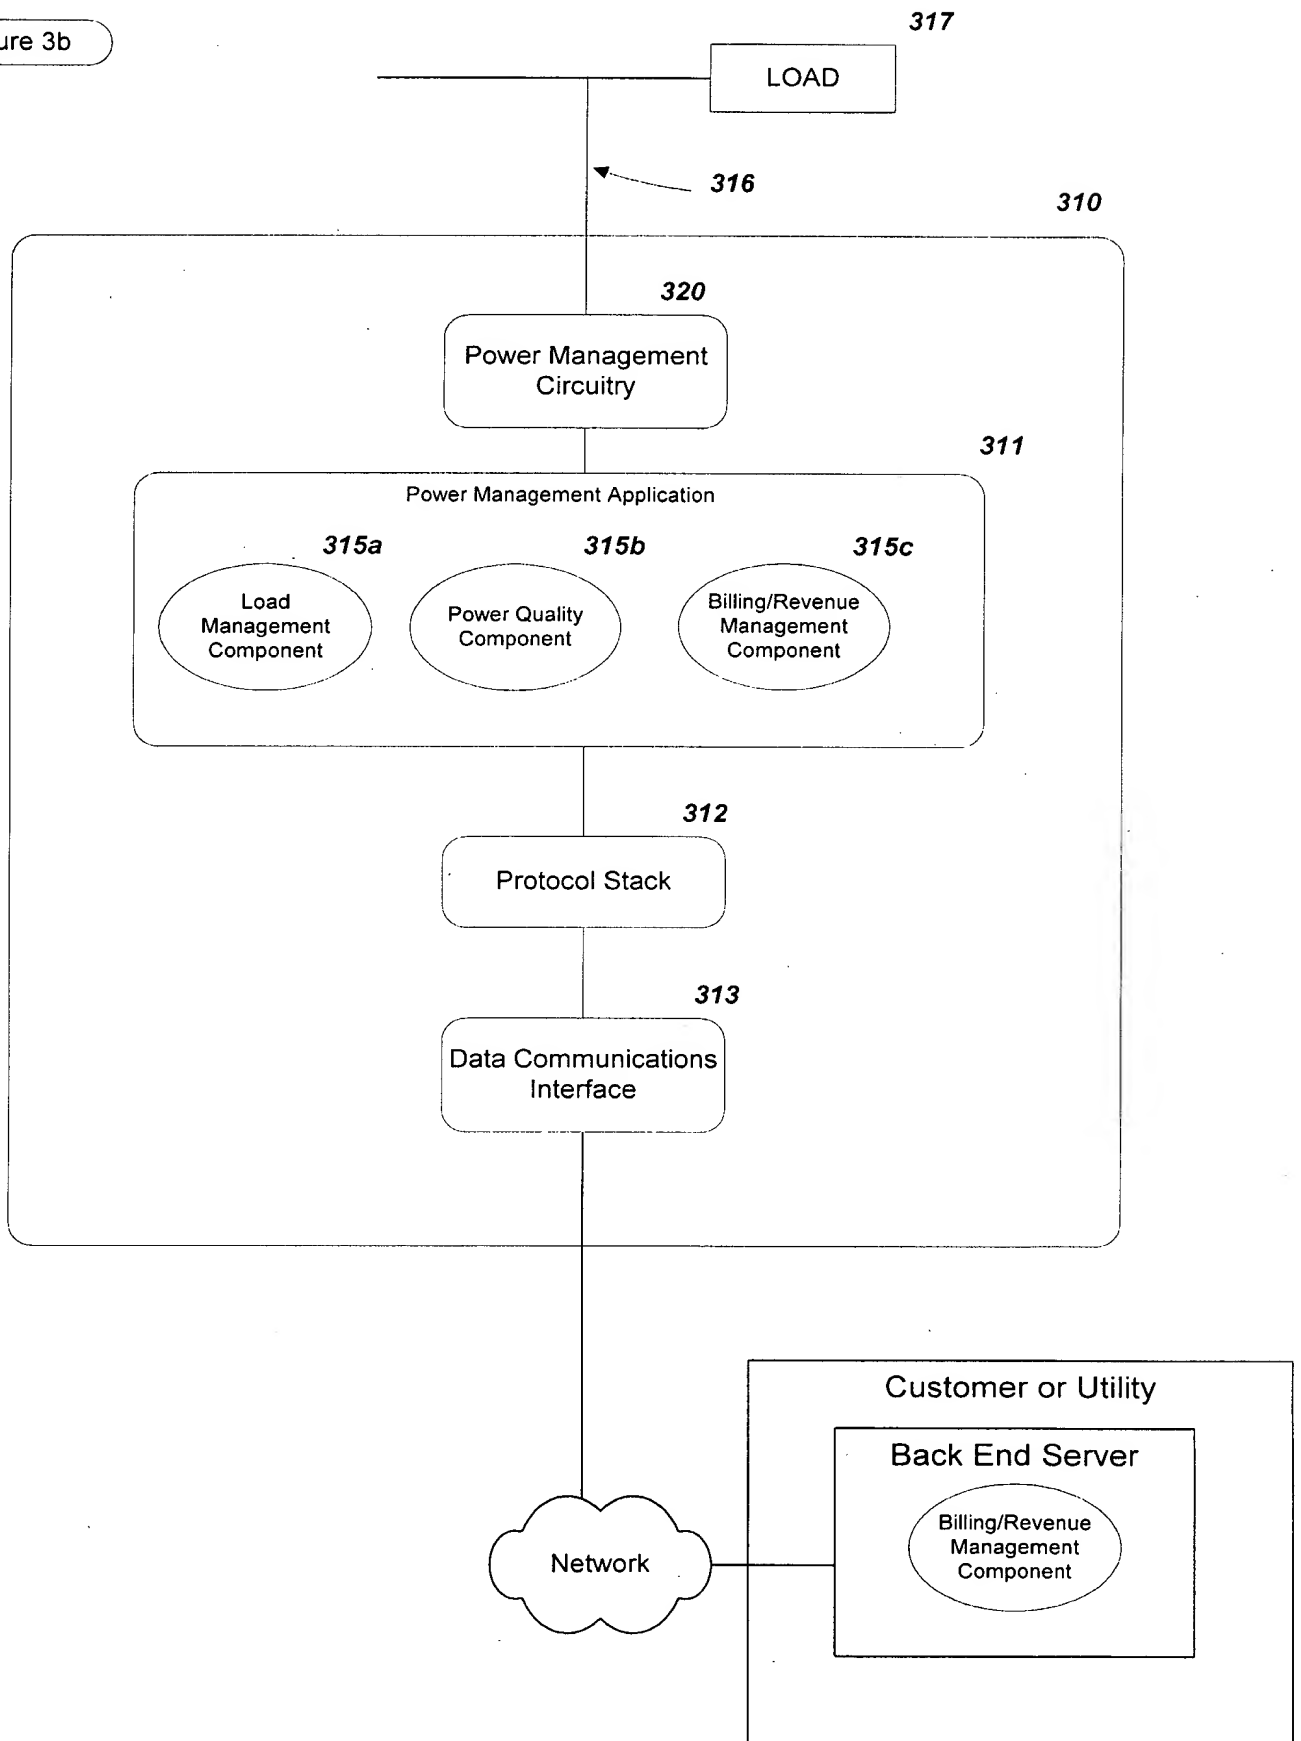 ure 3b
317
LOAD
316
310
320
Power Management
Circuitry
311
Power Management Application
315a
315b
315c
Load
Management
Component
Power Quality
Component
Billing/Revenue
Management
Component
312
Protocol Stack
313
Data Communications
Interface
Customer or Utility
Back End Server
Billing/Revenue
Management
Component
Network